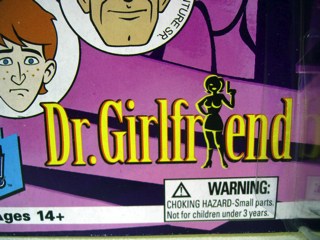 TURE SR.
Dr. Girlfriend
WARNING:
CHOKING HAZARD-Small parts.
Not for children under 3 years.
Ages 14+